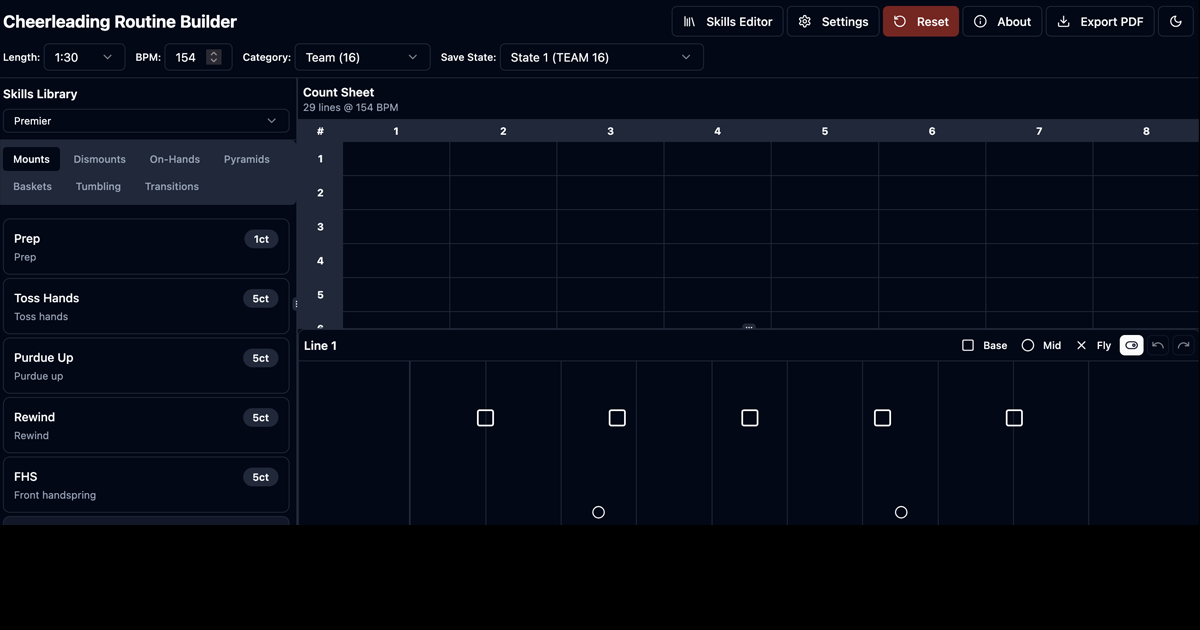 Cheerleading Routine Builder
Skills Editor Settings Reset About Export PDF
Length: 1:30 BPM: 154 Category: Team (16) Save State: State 1 (TEAM 16)
Skills Library
Premier
Mounts Dismounts On-Hands Pyramids
Baskets Tumbling Transitions
Prep 1ct
Prep
Toss Hands 5ct
Toss hands
Purdue Up 5ct
Purdue up
Rewind 5ct
Rewind
FHS 5ct
Front handspring
Count Sheet
29 lines @ 154 BPM
# 1 2 3 4 5 6 7 8
1
2
3
4
5
Line 1 Base Mid Fly